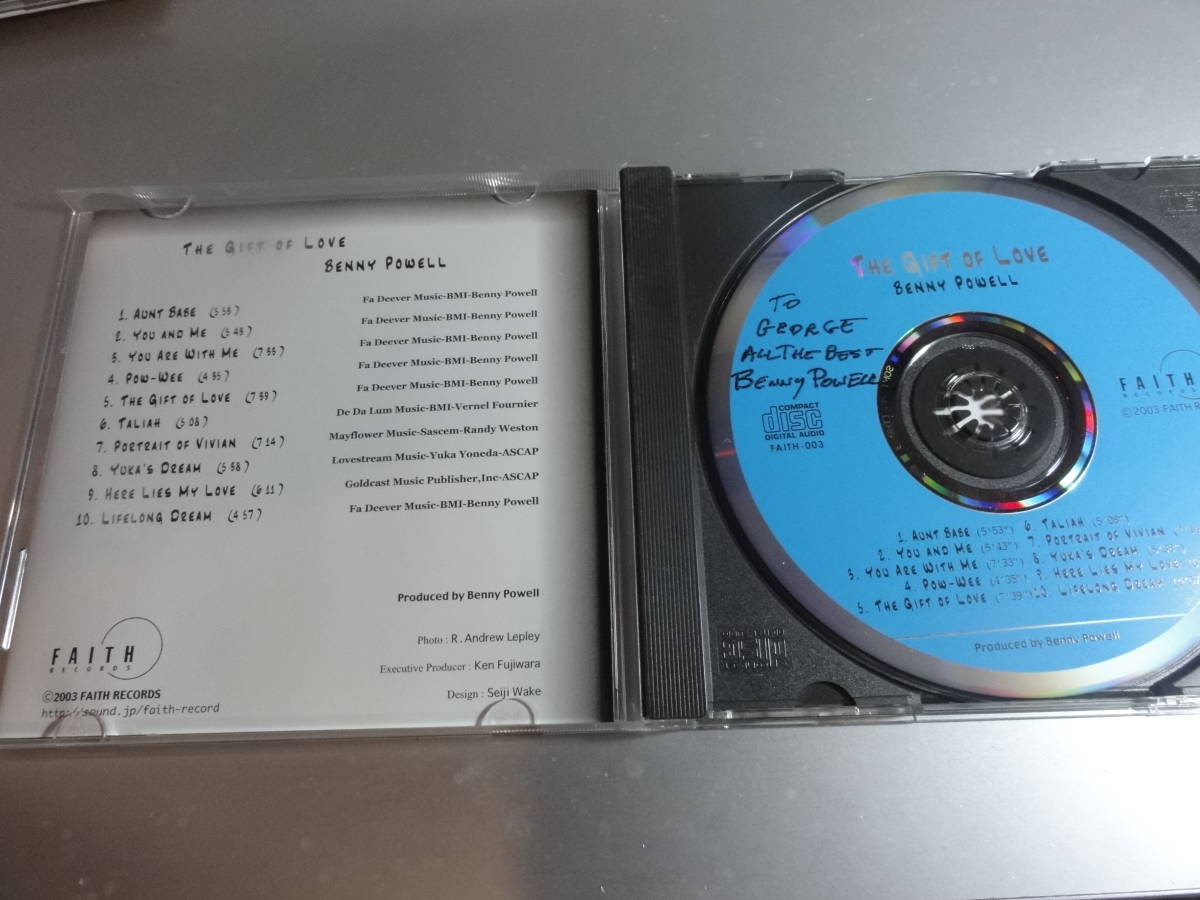 THE GIFT OF LOVE
BENNY POWELL
1. AUNT BABE (5 53)
Fa Deever Music-BMI-Benny Powell
2. YOU AND ME (5 43)
Fa Deever Music-BMI-Benny Powell
3. YOU ARE WITH ME (7 33)
Fa Deever Music-BMI-Benny Powell
4. POW-WEE (4 35)
Fa Deever Music-BMI-Benny Powell
5. THE GIFT OF LOVE (7 39)
Fa Deever Music-BMI-Benny Powell
6. TALIAH (5 08)
De Da Lum Music-BMI-Vernel Fournier
7. PORTRAIT OF VIVIAN (7 14)
Mayflower Music-Sascem-Randy Weston
8. YUKA'S DREAM (5 58)
Lovestream Music-Yuka Yoneda-ASCAP
9. HERE LIES MY LOVE (6 11)
Goldcast Music Publisher,Inc-ASCAP
10. LIFELONG DREAM (4 57)
Fa Deever Music-BMI-Benny Powell
Produced by Benny Powell
Photo : R. Andrew Lepley
Executive Producer : Ken Fujiwara
Design : Seiji Wake
FAITH
RECORDS
©2003 FAITH RECORDS
http://sound.jp/faith-record
THE GIFT OF LOVE
BENNY POWELL
TO
GEORGE
ALL THE BEST
BENNY POWELL
COMPACT
disc
DIGITAL AUDIO
FAITH-003
FAITH
RECORDS
©2003 FAITH
1. AUNT BABE (5'53")
2. YOU AND ME (5'43")
3. YOU ARE WITH ME (7'33")
4. POW-WEE (4'35")
5. THE GIFT OF LOVE (7'39")
6. TALIAH (5'08")
7. PORTRAIT OF VIVIAN
8. YUKA'S DREAM
9. HERE LIES MY LOVE
10. LIFELONG DREAM
Produced by Benny Powell